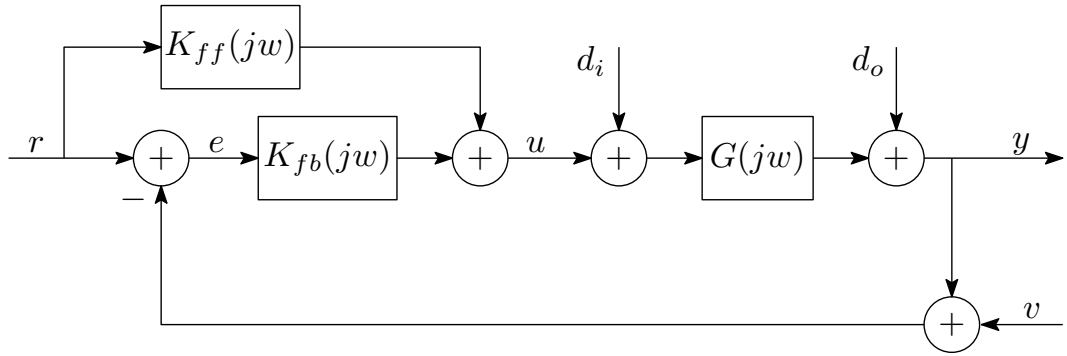 K_{ff}(jw)
d_i
d_o
r
+
e
K_{fb}(jw)
+
u
+
G(jw)
+
y
−
+
v